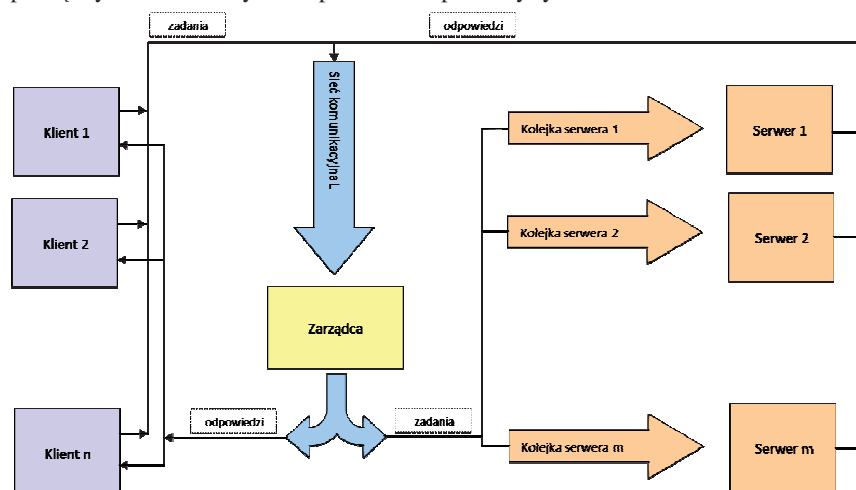 zadania
odpowiedzi
Sieć komunikacyjna L
Klient 1
Kolejka serwera 1
Serwer 1
Klient 2
Kolejka serwera 2
Serwer 2
Zarządca
odpowiedzi
zadania
Klient n
Kolejka serwera m
Serwer m